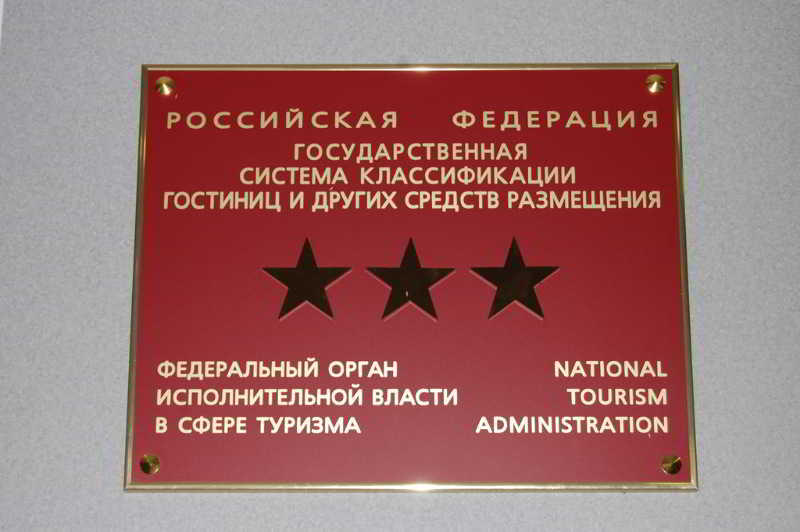 РОССИЙСКАЯ ФЕДЕРАЦИЯ
ГОСУДАРСТВЕННАЯ
СИСТЕМА КЛАССИФИКАЦИИ
ГОСТИНИЦ И ДРУГИХ СРЕДСТВ РАЗМЕЩЕНИЯ
ФЕДЕРАЛЬНЫЙ ОРГАН
ИСПОЛНИТЕЛЬНОЙ ВЛАСТИ
В СФЕРЕ ТУРИЗМА
NATIONAL
TOURISM
ADMINISTRATION